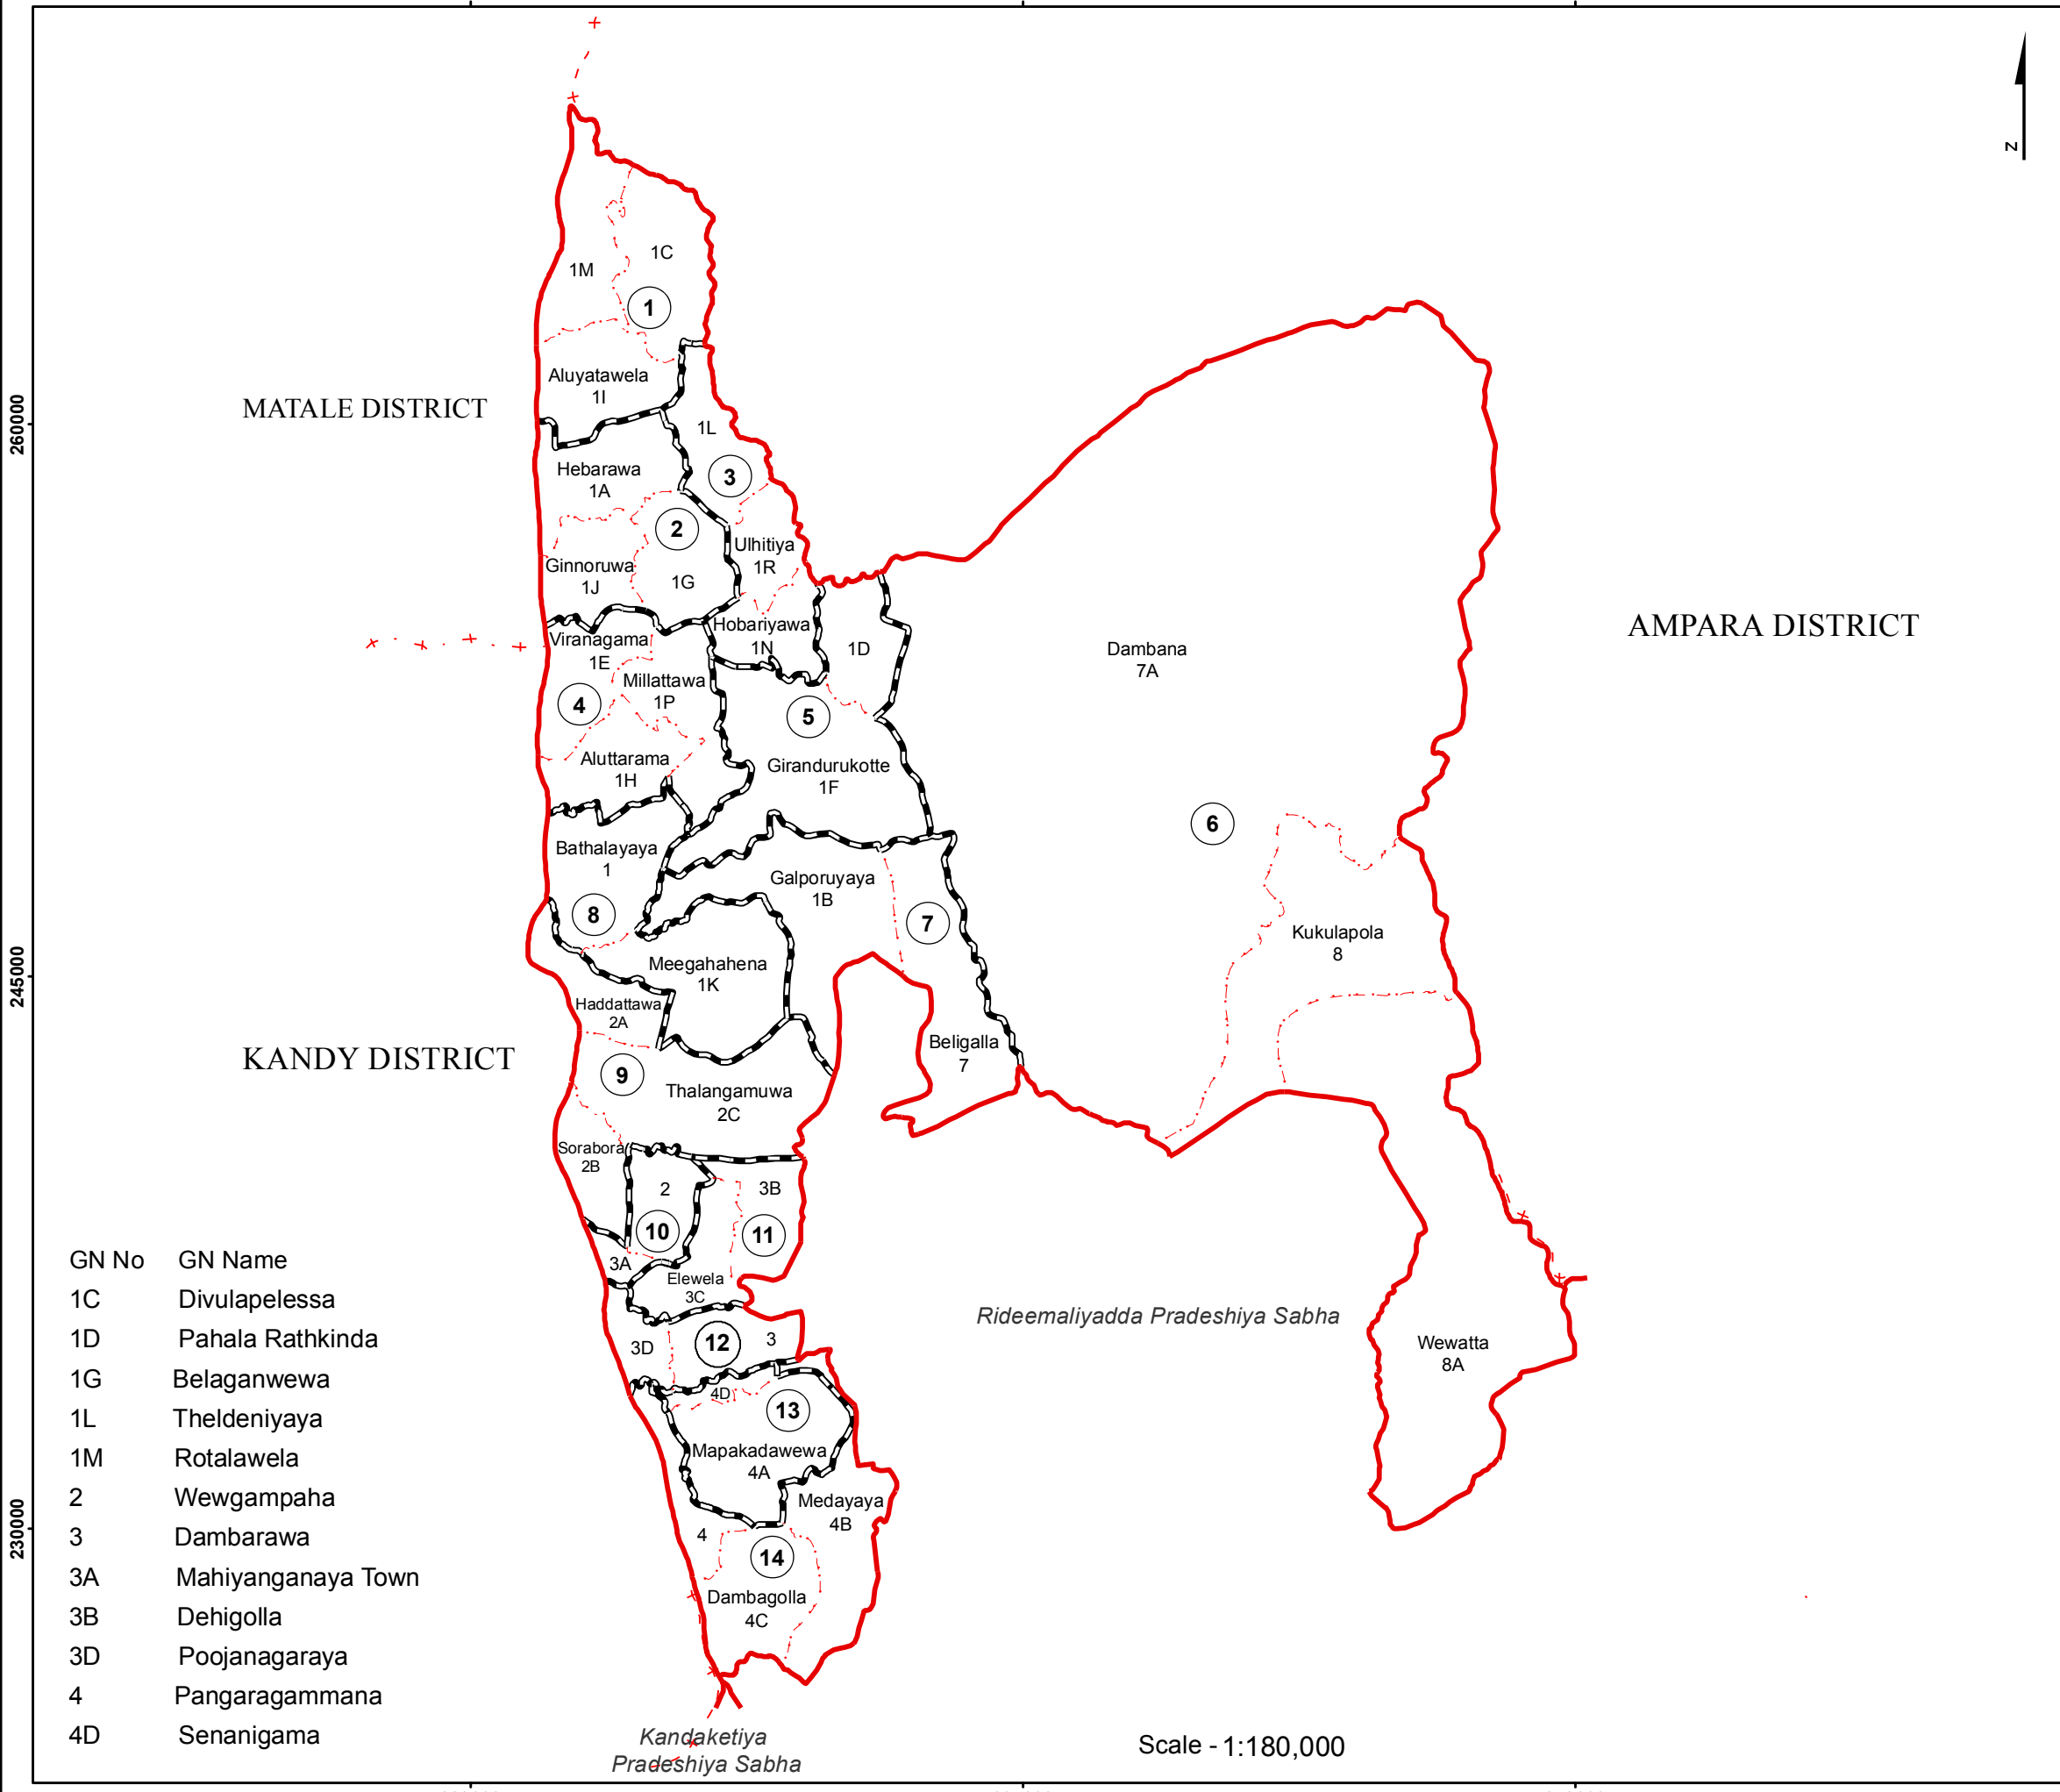 N
1C
1M
1
Aluyatawela
1I
MATALE DISTRICT
260000
1L
Hebarawa
1A
3
2
Ulhitiya
1R
Ginnoruwa
1J
1G
Hobariyawa
1N
Viranagama
1E
1D
AMPARA DISTRICT
Dambana
7A
Millattawa
1P
4
5
Aluttarama
1H
Girandurukotte
1F
6
Bathalayaya
1
Galporuyaya
1B
8
7
Kukulapola
8
Meegahahena
1K
245000
Haddattawa
2A
KANDY DISTRICT
Beligalla
7
9
Thalangamuwa
2C
Sorabora
2B
2
3B
10
11
3A
Elewela
3C
Rideemaliyadda Pradeshiya Sabha
3D
12
3
Wewatta
8A
4D
13
Mapakadawewa
4A
Medayaya
4B
230000
4
14
Dambagolla
4C
GN No GN Name
1C Divulapelessa
1D Pahala Rathkinda
1G Belaganwewa
1L Theldeniyaya
1M Rotalawela
2 Wewgampaha
3 Dambarawa
3A Mahiyanganaya Town
3B Dehigolla
3D Poojanagaraya
4 Pangaragammana
4D Senanigama
Kandaketiya
Pradeshiya Sabha
Scale - 1:180,000